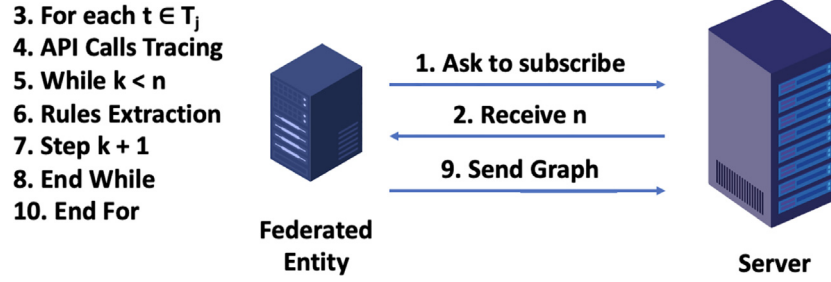 3. For each t ∈ Tj
4. API Calls Tracing
5. While k < n
6. Rules Extraction
7. Step k + 1
8. End While
10. End For
1. Ask to subscribe
2. Receive n
9. Send Graph
Federated
Entity
Server